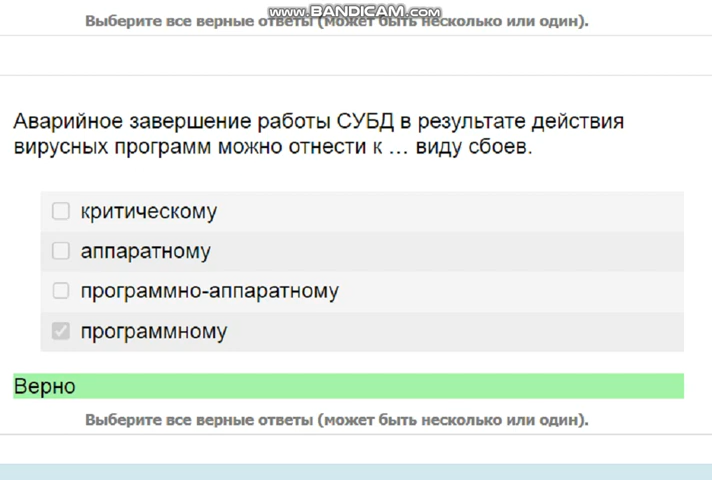 www.BANDICAM.com
Выберите все верные ответы (может быть несколько или один).
Аварийное завершение работы СУБД в результате действия
вирусных программ можно отнести к … виду сбоев.
критическому
аппаратному
программно-аппаратному
программному
Верно
Выберите все верные ответы (может быть несколько или один).